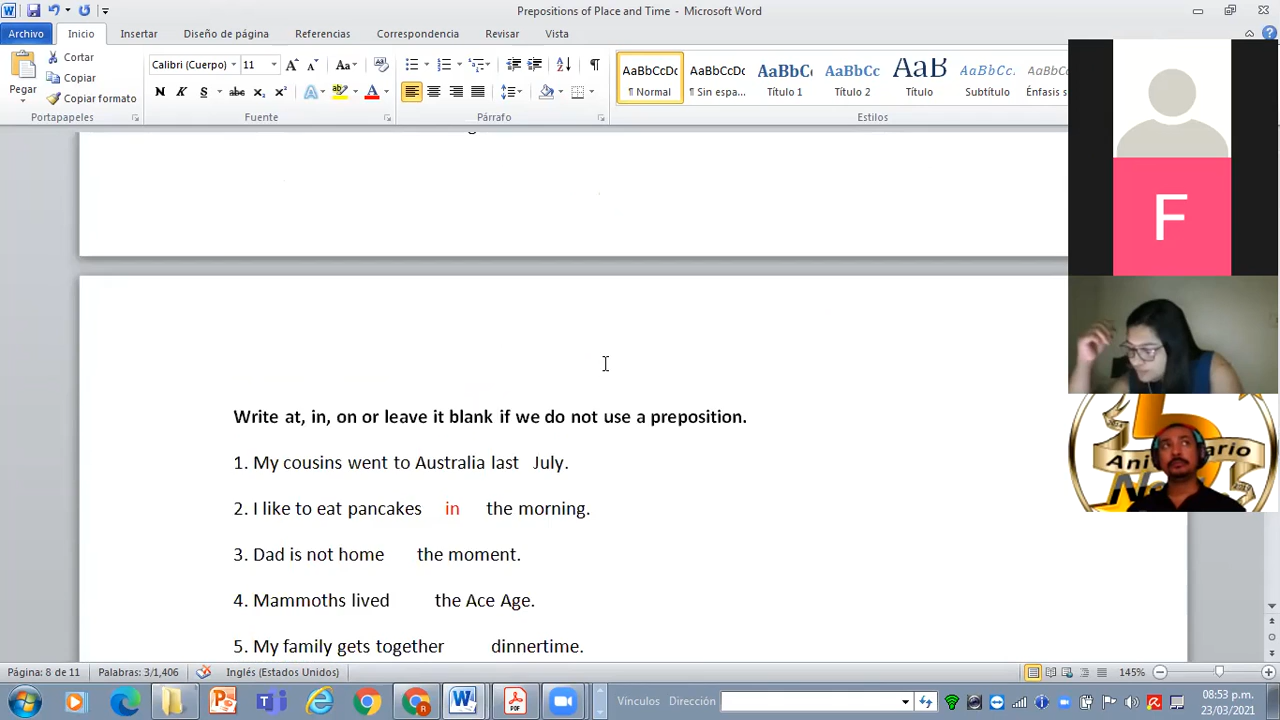 Prepositions of Place and Time - Microsoft Word
Archivo Inicio Insertar Diseño de página Referencias Correspondencia Revisar Vista
Cortar
Copiar
Copiar formato
Pegar
Portapapeles
Calibri (Cuerpo) 11
Fuente
Párrafo
AaBbCcDc AaBbCcDc AaBbC AaBbCc AaB AaBbCc. AaBbCcD
¶ Normal ¶ Sin espa... Título 1 Título 2 Título Subtítulo Énfasis s
Estilos
F
Aniversario
Write at, in, on or leave it blank if we do not use a preposition.
1. My cousins went to Australia last July.
2. I like to eat pancakes in the morning.
3. Dad is not home the moment.
4. Mammoths lived the Ace Age.
5. My family gets together dinnertime.
Página: 8 de 11 Palabras: 3/1,406 Inglés (Estados Unidos) 145%
Vínculos Dirección
08:53 p.m.
23/03/2021